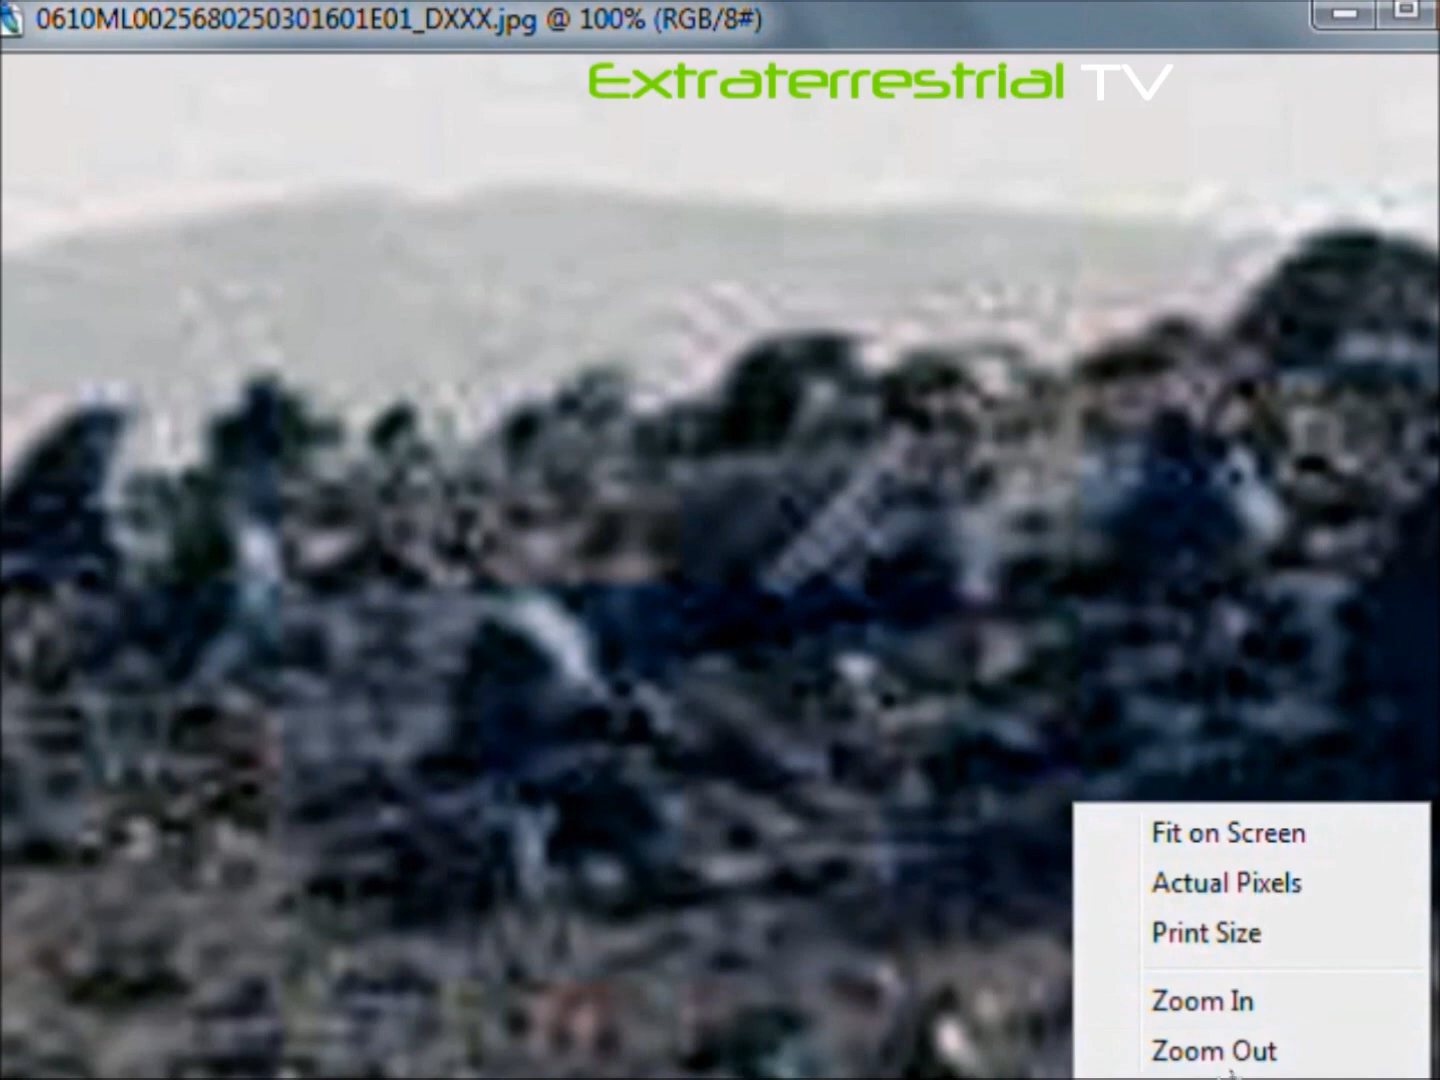 0610ML0025680250301601E01_DXXX.jpg @ 100% (RGB/8#)
Extraterrestrial TV
Fit on Screen
Actual Pixels
Print Size
Zoom In
Zoom Out